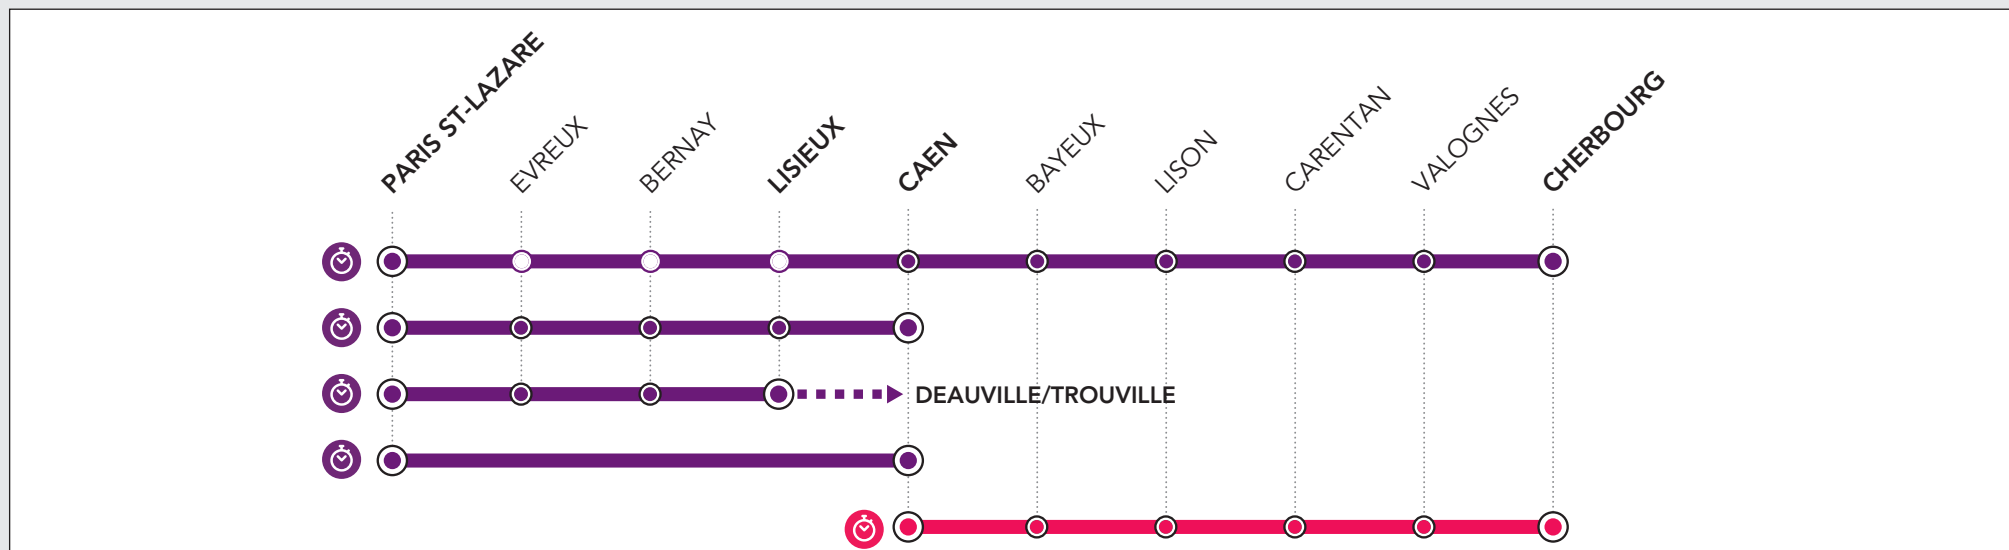 PARIS ST-LAZARE
EVREUX
BERNAY
LISIEUX
CAEN
BAYEUX
LISON
CARENTAN
VALOGNES
CHERBOURG
DEAUVILLE/TROUVILLE